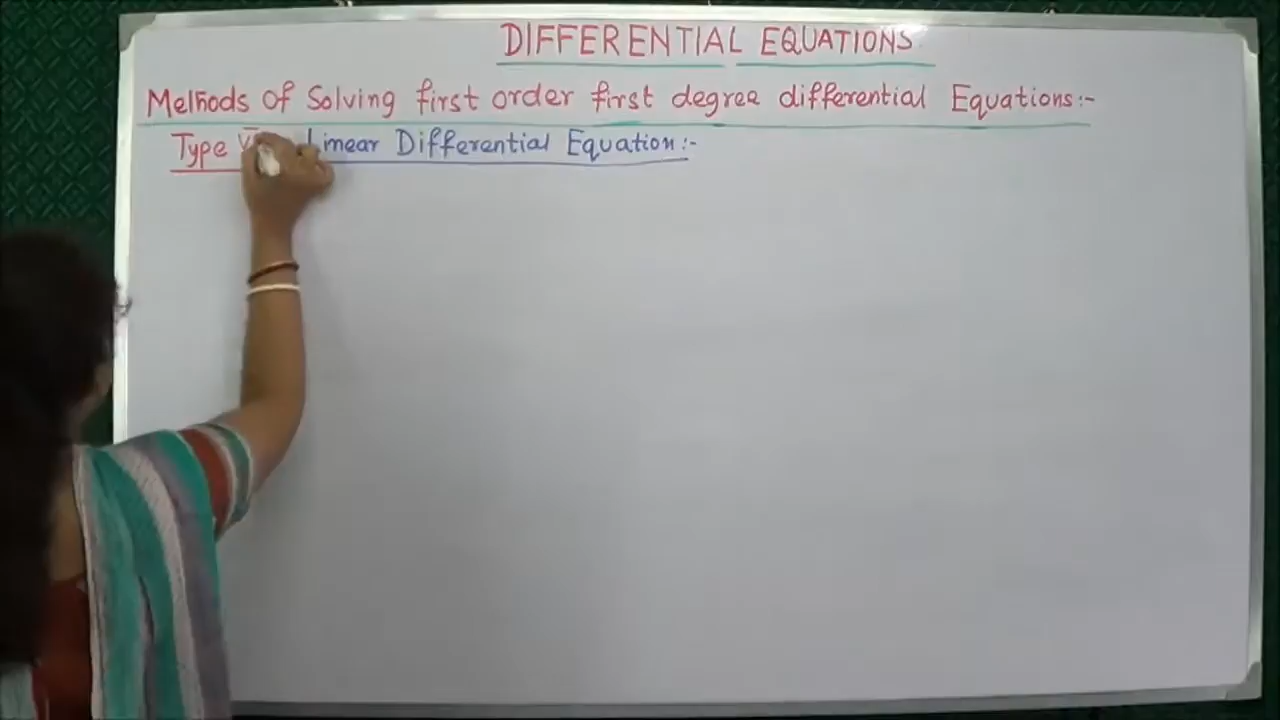 DIFFERENTIAL EQUATIONS
Methods of Solving first order first degree differential Equations:-
Type Linear Differential Equation:-